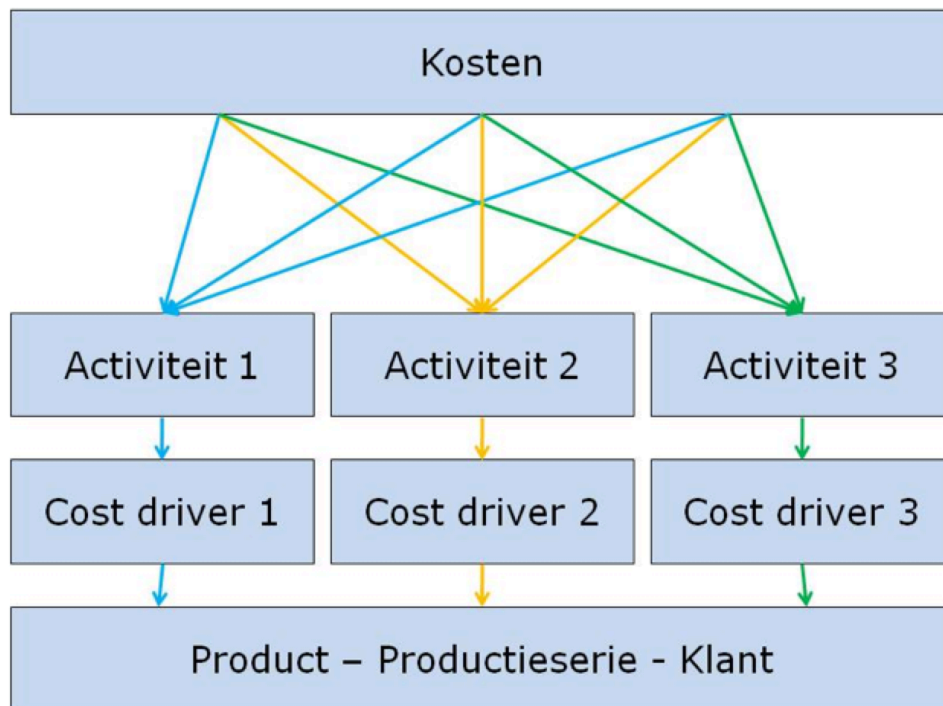 Kosten
Activiteit 1
Activiteit 2
Activiteit 3
Cost driver 1
Cost driver 2
Cost driver 3
Product – Productieserie - Klant